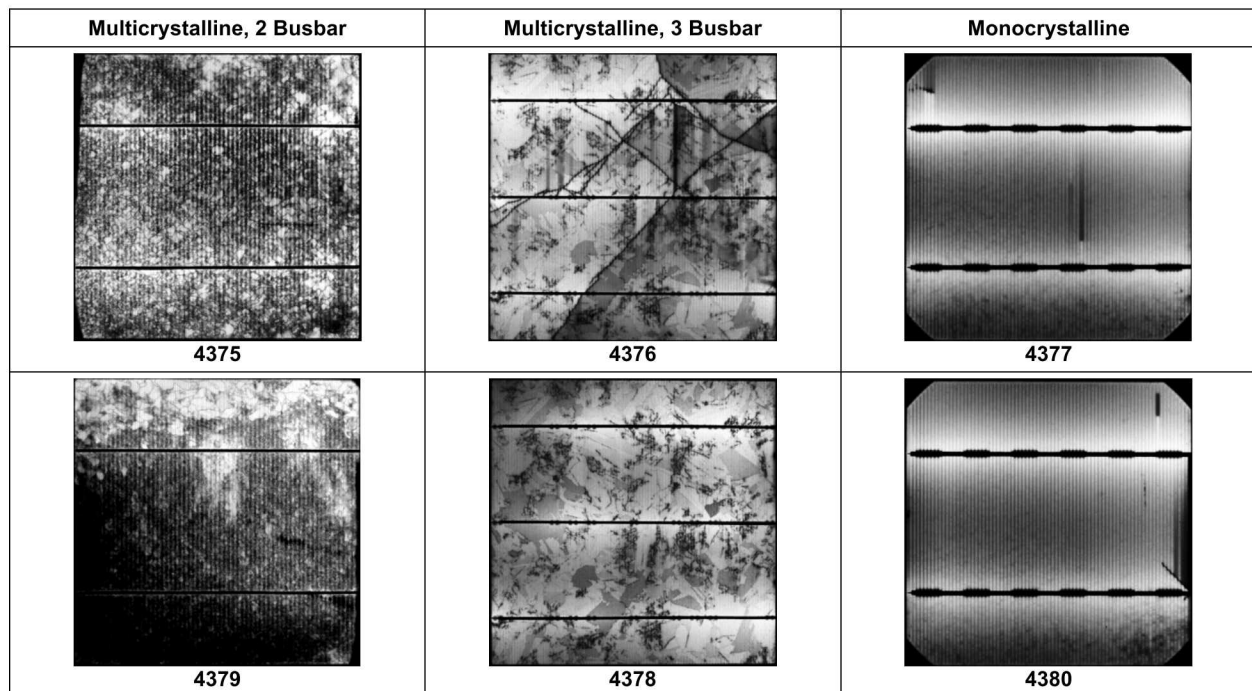 Multicrystalline, 2 Busbar
Multicrystalline, 3 Busbar
Monocrystalline
4375
4376
4377
4379
4378
4380